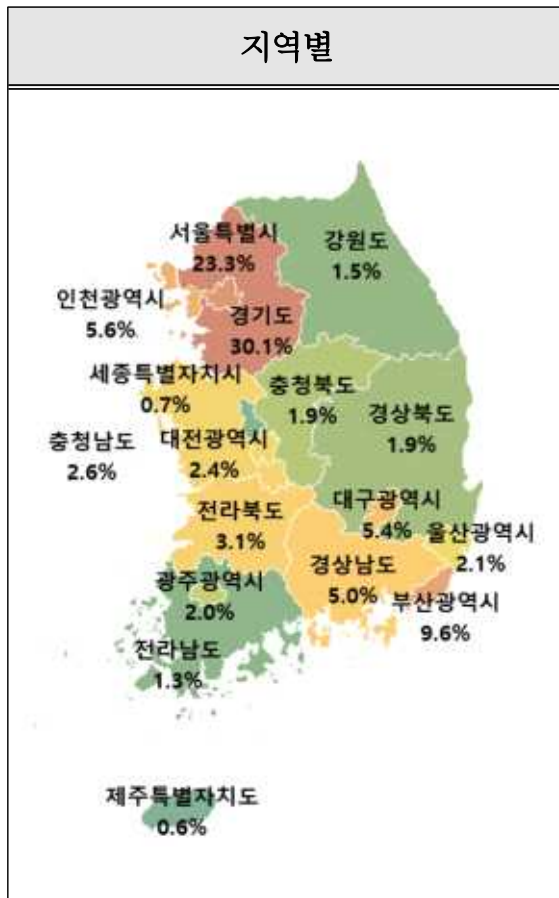 지역별
서울특별시
23.3%
강원도
1.5%
인천광역시
5.6%
경기도
30.1%
세종특별자치시
0.7%
충청북도
1.9%
경상북도
1.9%
충청남도
2.6%
대전광역시
2.4%
대구광역시
5.4%
전라북도
3.1%
울산광역시
2.1%
경상남도
5.0%
광주광역시
2.0%
부산광역시
9.6%
전라남도
1.3%
제주특별자치도
0.6%